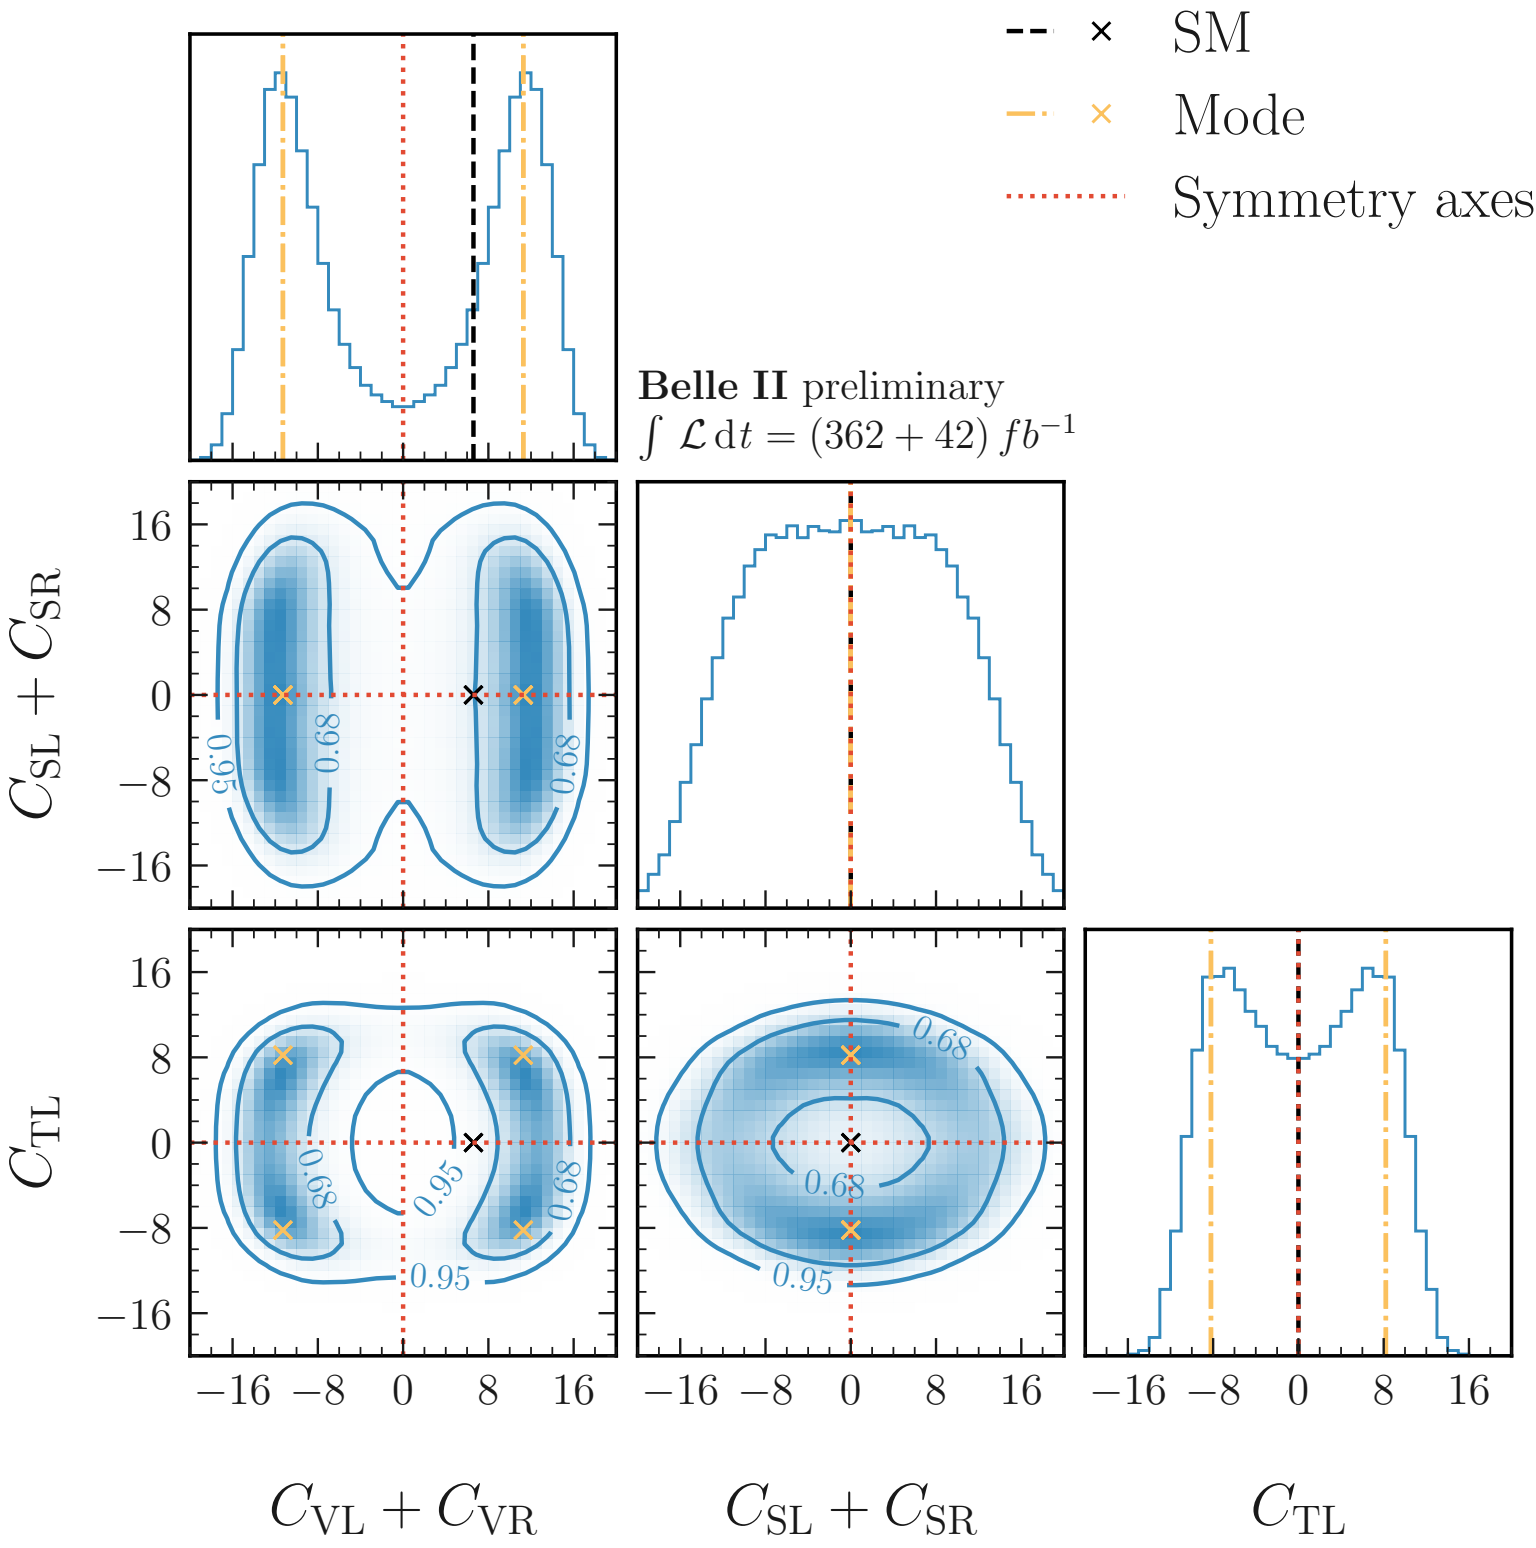 SM
Mode
Symmetry axes
Belle II preliminary
∫ ℒ dt = (362 + 42) fb⁻¹
C_SL + C_SR
16
8
0
−8
−16
0.95
0.68
0.68
C_TL
16
8
0
−8
−16
0.68
0.95
0.68
0.95
0.68
0.68
0.95
−16 −8 0 8 16
−16 −8 0 8 16
−16 −8 0 8 16
C_VL + C_VR
C_SL + C_SR
C_TL